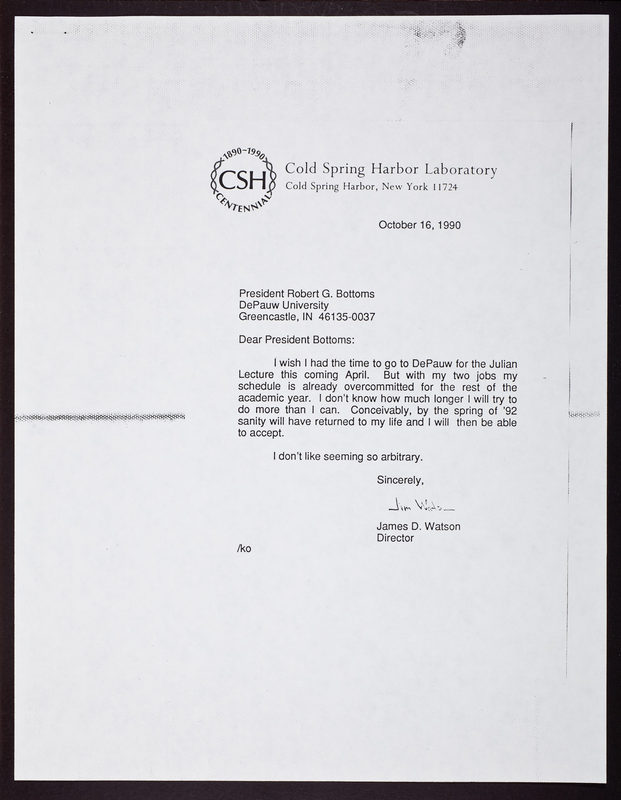 1890-1990
CSH
CENTENNIAL
Cold Spring Harbor Laboratory
Cold Spring Harbor, New York 11724
October 16, 1990
President Robert G. Bottoms
DePauw University
Greencastle, IN 46135-0037
Dear President Bottoms:
I wish I had the time to go to DePauw for the Julian
Lecture this coming April. But with my two jobs my
schedule is already overcommitted for the rest of the
academic year. I don't know how much longer I will try to
do more than I can. Conceivably, by the spring of '92
sanity will have returned to my life and I will then be able
to accept.
I don't like seeming so arbitrary.
Sincerely,
Jim Watson
James D. Watson
Director
/ko